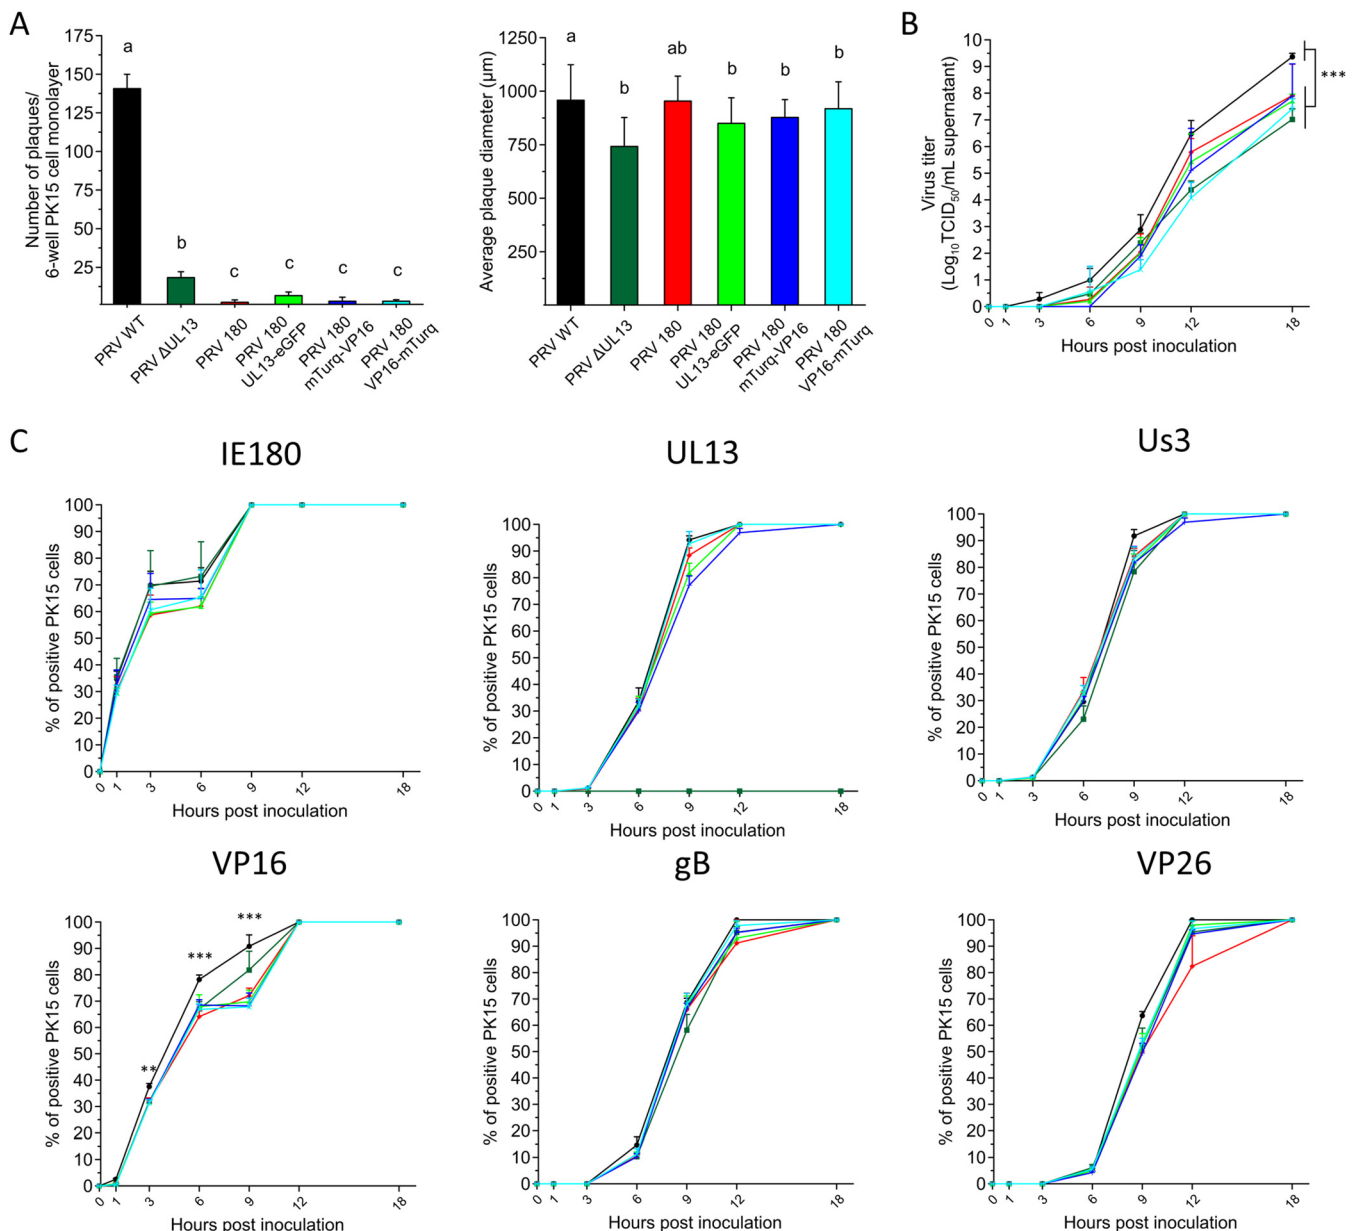 A
Number of plaques/
6-well PK15 cell monolayer
175
150
125
100
75
50
25
a
b
c
c
c
c
PRV WT
PRV ΔUL13
PRV 180
PRV 180
UL13-eGFP
PRV 180
mTurq-VP16
PRV 180
VP16-mTurq
Average plaque diameter (µm)
1250
1000
750
500
250
a
b
ab
b
b
b
PRV WT
PRV ΔUL13
PRV 180
PRV 180
UL13-eGFP
PRV 180
mTurq-VP16
PRV 180
VP16-mTurq
B
Virus titer
(Log10TCID50/mL supernatant)
10
9
8
7
6
5
4
3
2
1
0
***
0 1 3 6 9 12 18
Hours post inoculation
C
IE180
% of positive PK15 cells
100
90
80
70
60
50
40
30
20
10
0
0 1 3 6 9 12 18
Hours post inoculation
UL13
% of positive PK15 cells
100
90
80
70
60
50
40
30
20
10
0
0 1 3 6 9 12 18
Hours post inoculation
Us3
% of positive PK15 cells
100
90
80
70
60
50
40
30
20
10
0
0 1 3 6 9 12 18
Hours post inoculation
VP16
% of positive PK15 cells
100
90
80
70
60
50
40
30
20
10
0
**
***
***
0 1 3 6 9 12 18
Hours post inoculation
gB
% of positive PK15 cells
100
90
80
70
60
50
40
30
20
10
0
0 1 3 6 9 12 18
Hours post inoculation
VP26
% of positive PK15 cells
100
90
80
70
60
50
40
30
20
10
0
0 1 3 6 9 12 18
Hours post inoculation